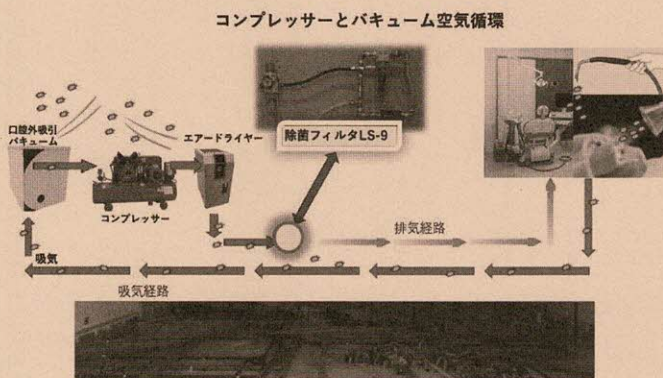 コンプレッサーとバキューム空気循環
口腔外吸引
バキューム
エアードライヤー
除菌フィルタLS-9
コンプレッサー
排気経路
吸気
吸気経路